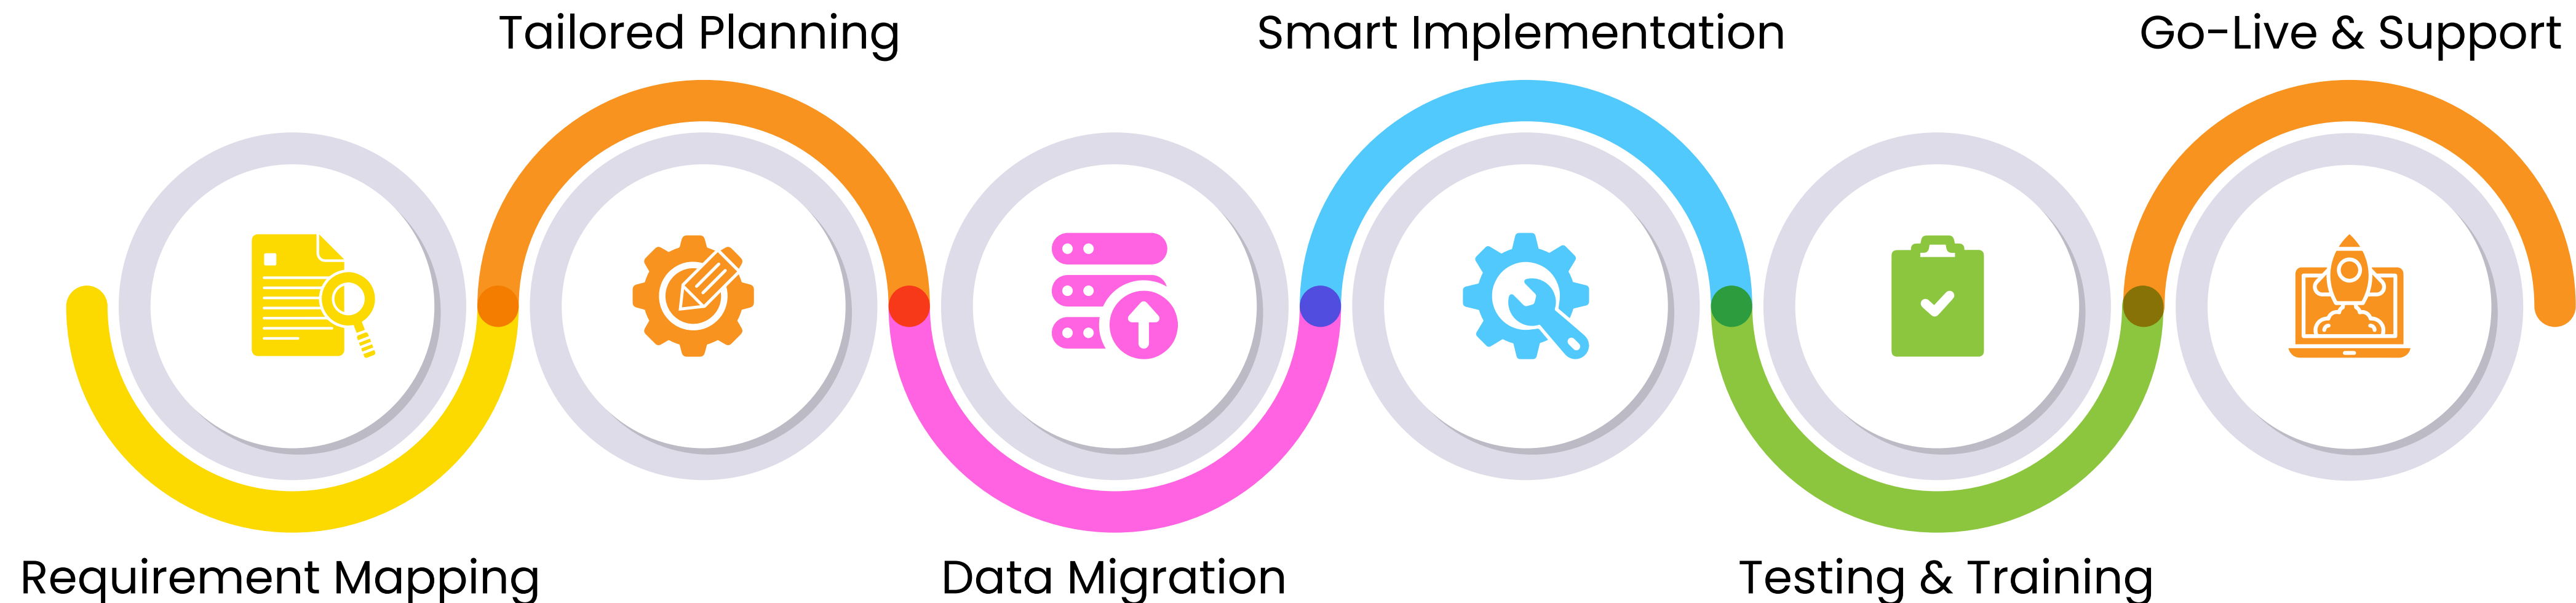 Requirement Mapping
Tailored Planning
Data Migration
Smart Implementation
Testing & Training
Go-Live & Support